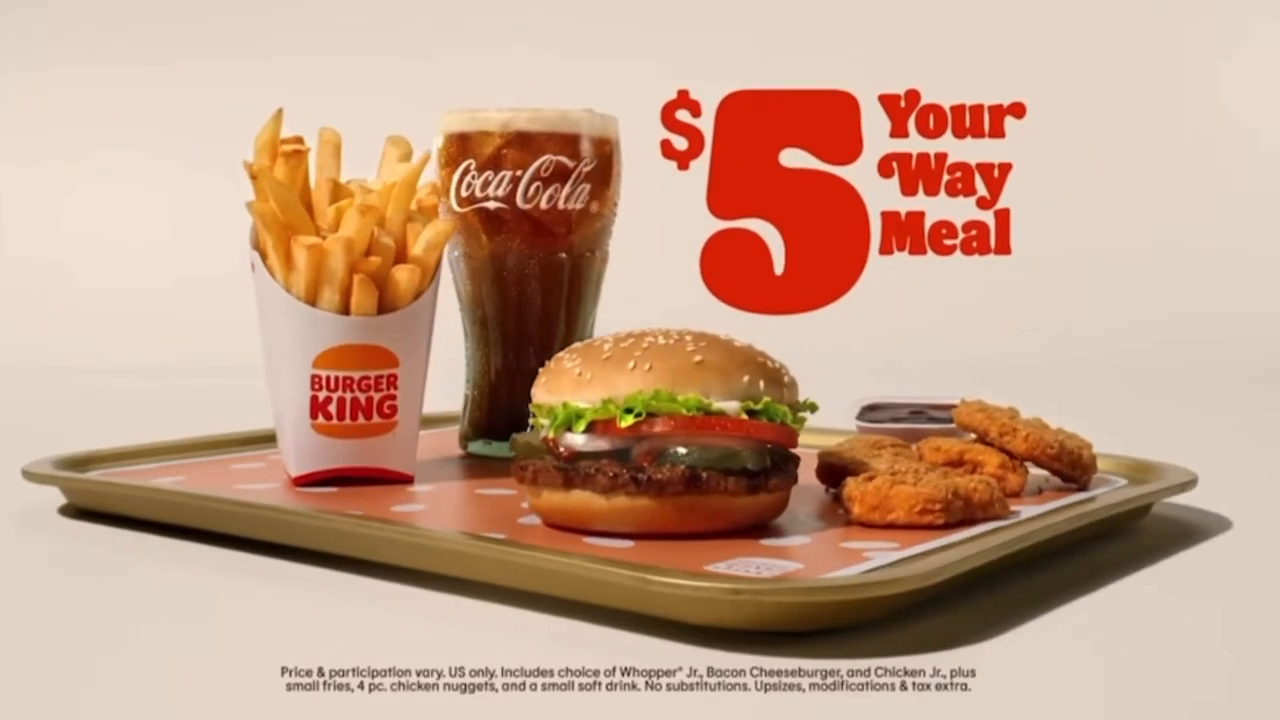 $5 Your
Way
Meal
Coca-Cola®
BURGER
KING
Price & participation vary. US only. Includes choice of Whopper® Jr., Bacon Cheeseburger, and Chicken Jr., plus
small fries, 4 pc. chicken nuggets, and a small soft drink. No substitutions. Upsizes, modifications & tax extra.